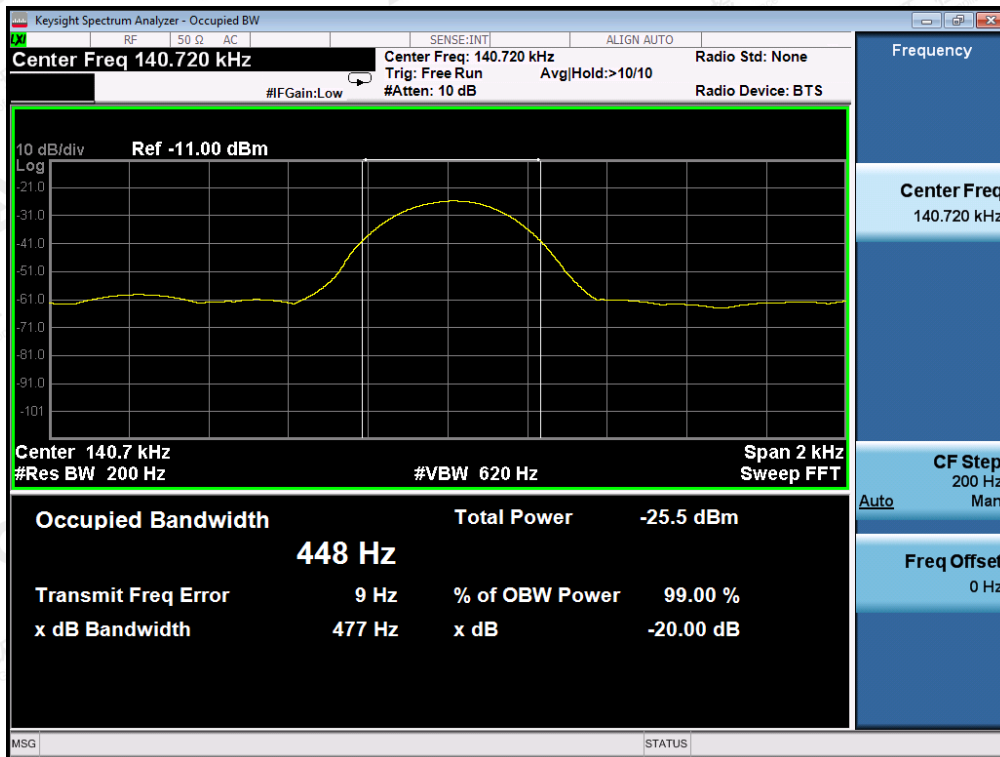 Keysight Spectrum Analyzer - Occupied BW
LXI RF 50 Ω AC SENSE:INT ALIGN AUTO
Center Freq 140.720 kHz
Center Freq: 140.720 kHz Radio Std: None
Trig: Free Run Avg|Hold:>10/10
#IFGain:Low #Atten: 10 dB Radio Device: BTS
Frequency
10 dB/div Ref -11.00 dBm
Log
-21.0
-31.0
-41.0
-51.0
-61.0
-71.0
-81.0
-91.0
-101
Center 140.7 kHz Span 2 kHz
#Res BW 200 Hz #VBW 620 Hz Sweep FFT
Occupied Bandwidth Total Power -25.5 dBm
448 Hz
Transmit Freq Error 9 Hz % of OBW Power 99.00 %
x dB Bandwidth 477 Hz x dB -20.00 dB
Center Freq
140.720 kHz
CF Step
200 Hz
Auto Man
Freq Offset
0 Hz
MSG STATUS